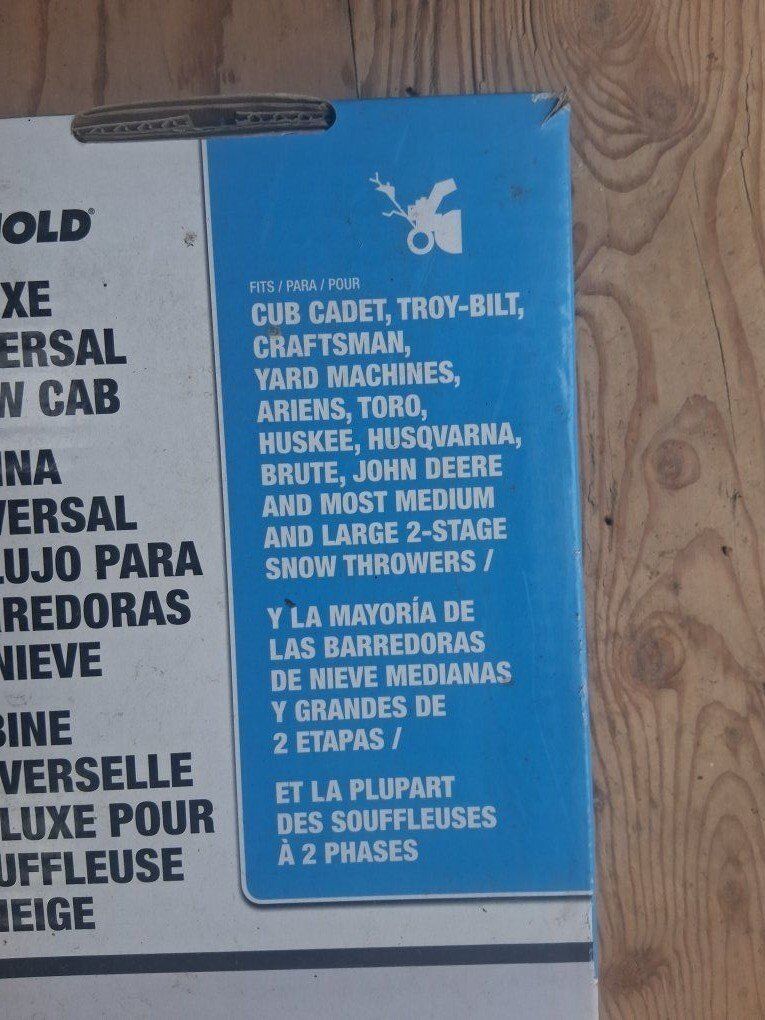 OLD®
XE
ERSAL
W CAB
INA
VERSAL
LUJO PARA
RREDORAS
NIEVE
BINE
VERSELLE
LUXE POUR
UFFLEUSE
NEIGE
FITS / PARA / POUR
CUB CADET, TROY-BILT,
CRAFTSMAN,
YARD MACHINES,
ARIENS, TORO,
HUSKEE, HUSQVARNA,
BRUTE, JOHN DEERE
AND MOST MEDIUM
AND LARGE 2-STAGE
SNOW THROWERS /
Y LA MAYORÍA DE
LAS BARREDORAS
DE NIEVE MEDIANAS
Y GRANDES DE
2 ETAPAS /
ET LA PLUPART
DES SOUFFLEUSES
À 2 PHASES